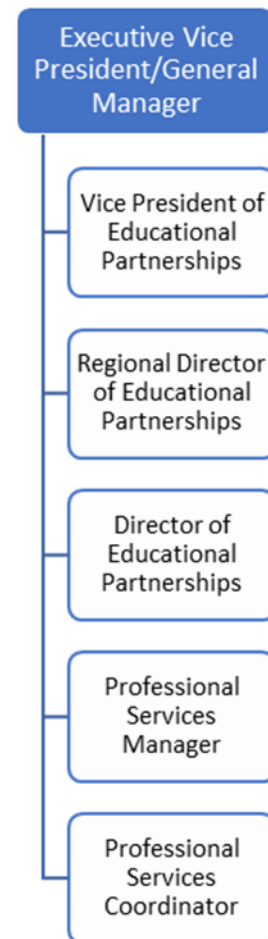 Executive Vice
President/General
Manager
Vice President of
Educational
Partnerships
Regional Director
of Educational
Partnerships
Director of
Educational
Partnerships
Professional
Services
Manager
Professional
Services
Coordinator